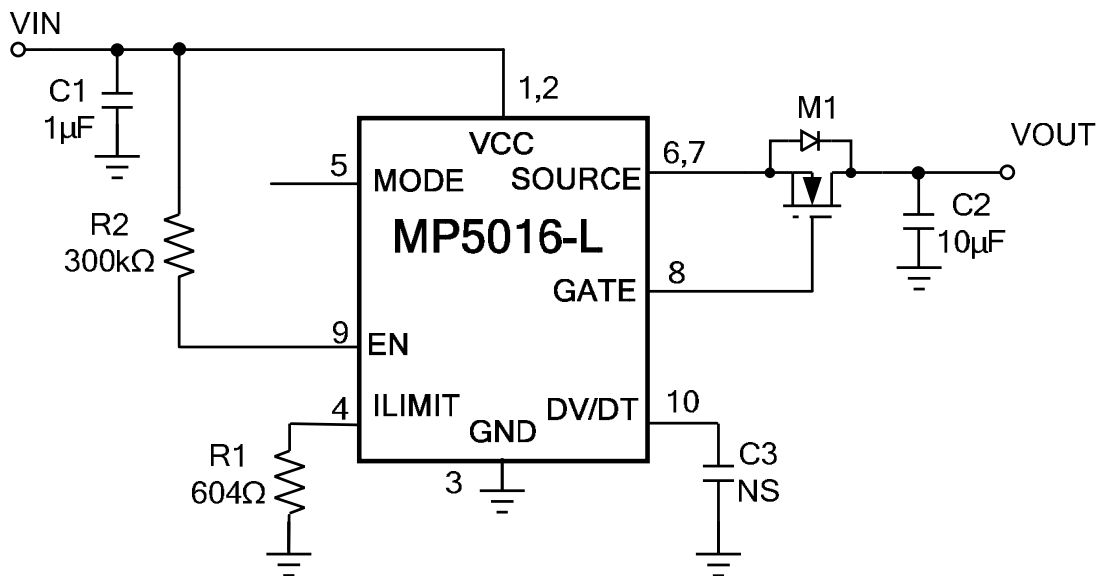 VIN
C1
1µF
R2
300kΩ
1,2
VCC
5
MODE
SOURCE
6,7
M1
VOUT
C2
10µF
MP5016-L
GATE
8
9
EN
4
ILIMIT
DV/DT
10
GND
3
R1
604Ω
C3
NS